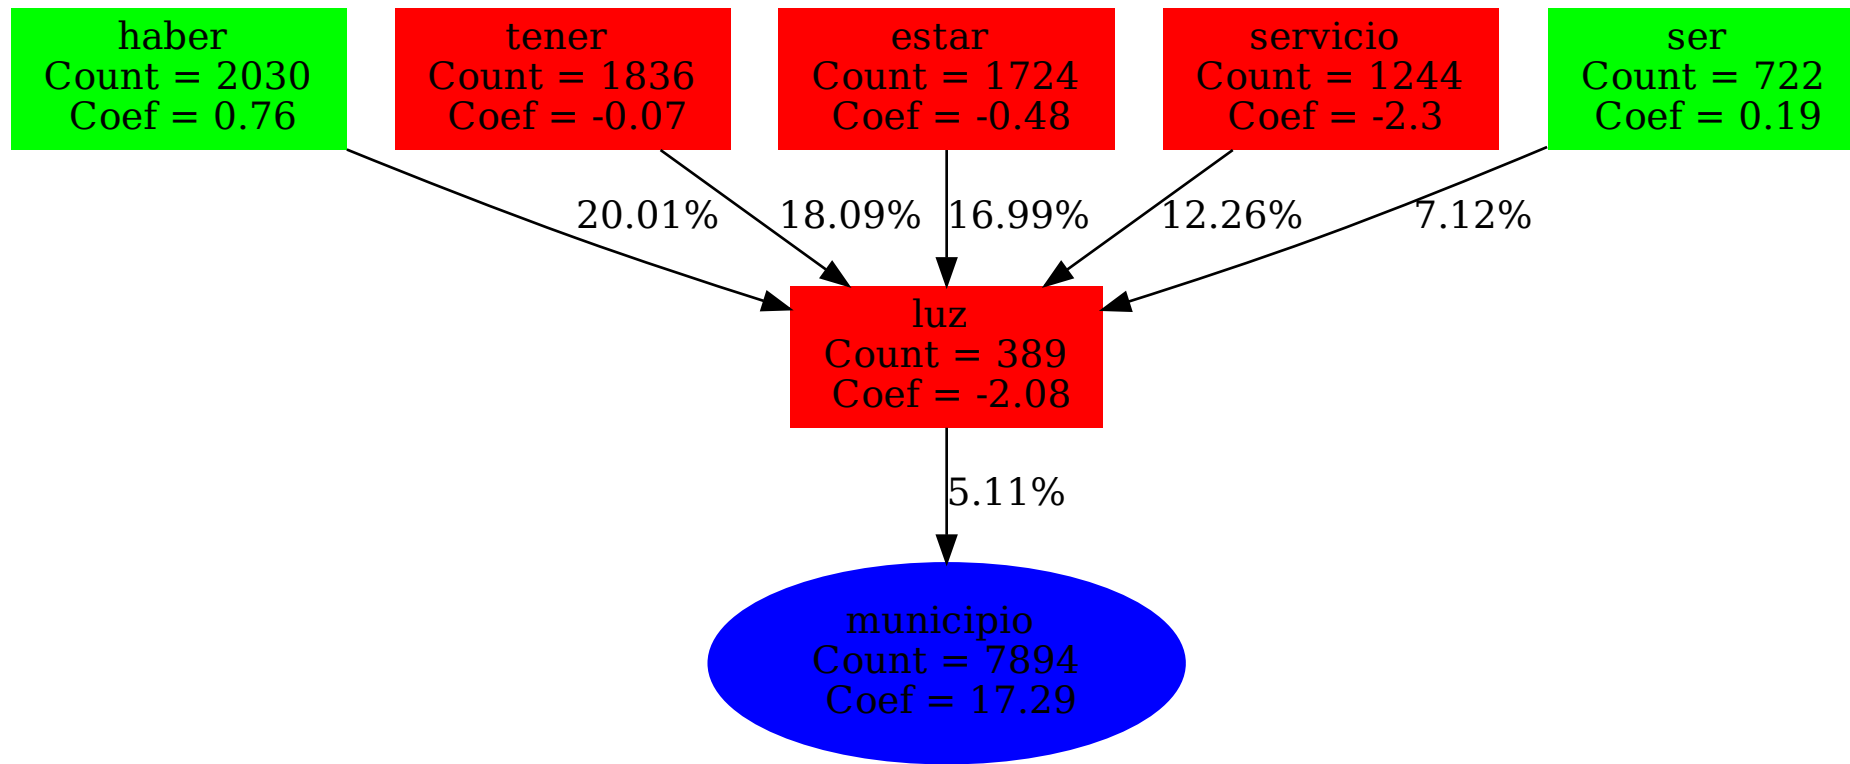 haber
Count = 2030
Coef = 0.76
tener
Count = 1836
Coef = -0.07
estar
Count = 1724
Coef = -0.48
servicio
Count = 1244
Coef = -2.3
ser
Count = 722
Coef = 0.19
20.01%
18.09%
16.99%
12.26%
7.12%
luz
Count = 389
Coef = -2.08
5.11%
municipio
Count = 7894
Coef = 17.29